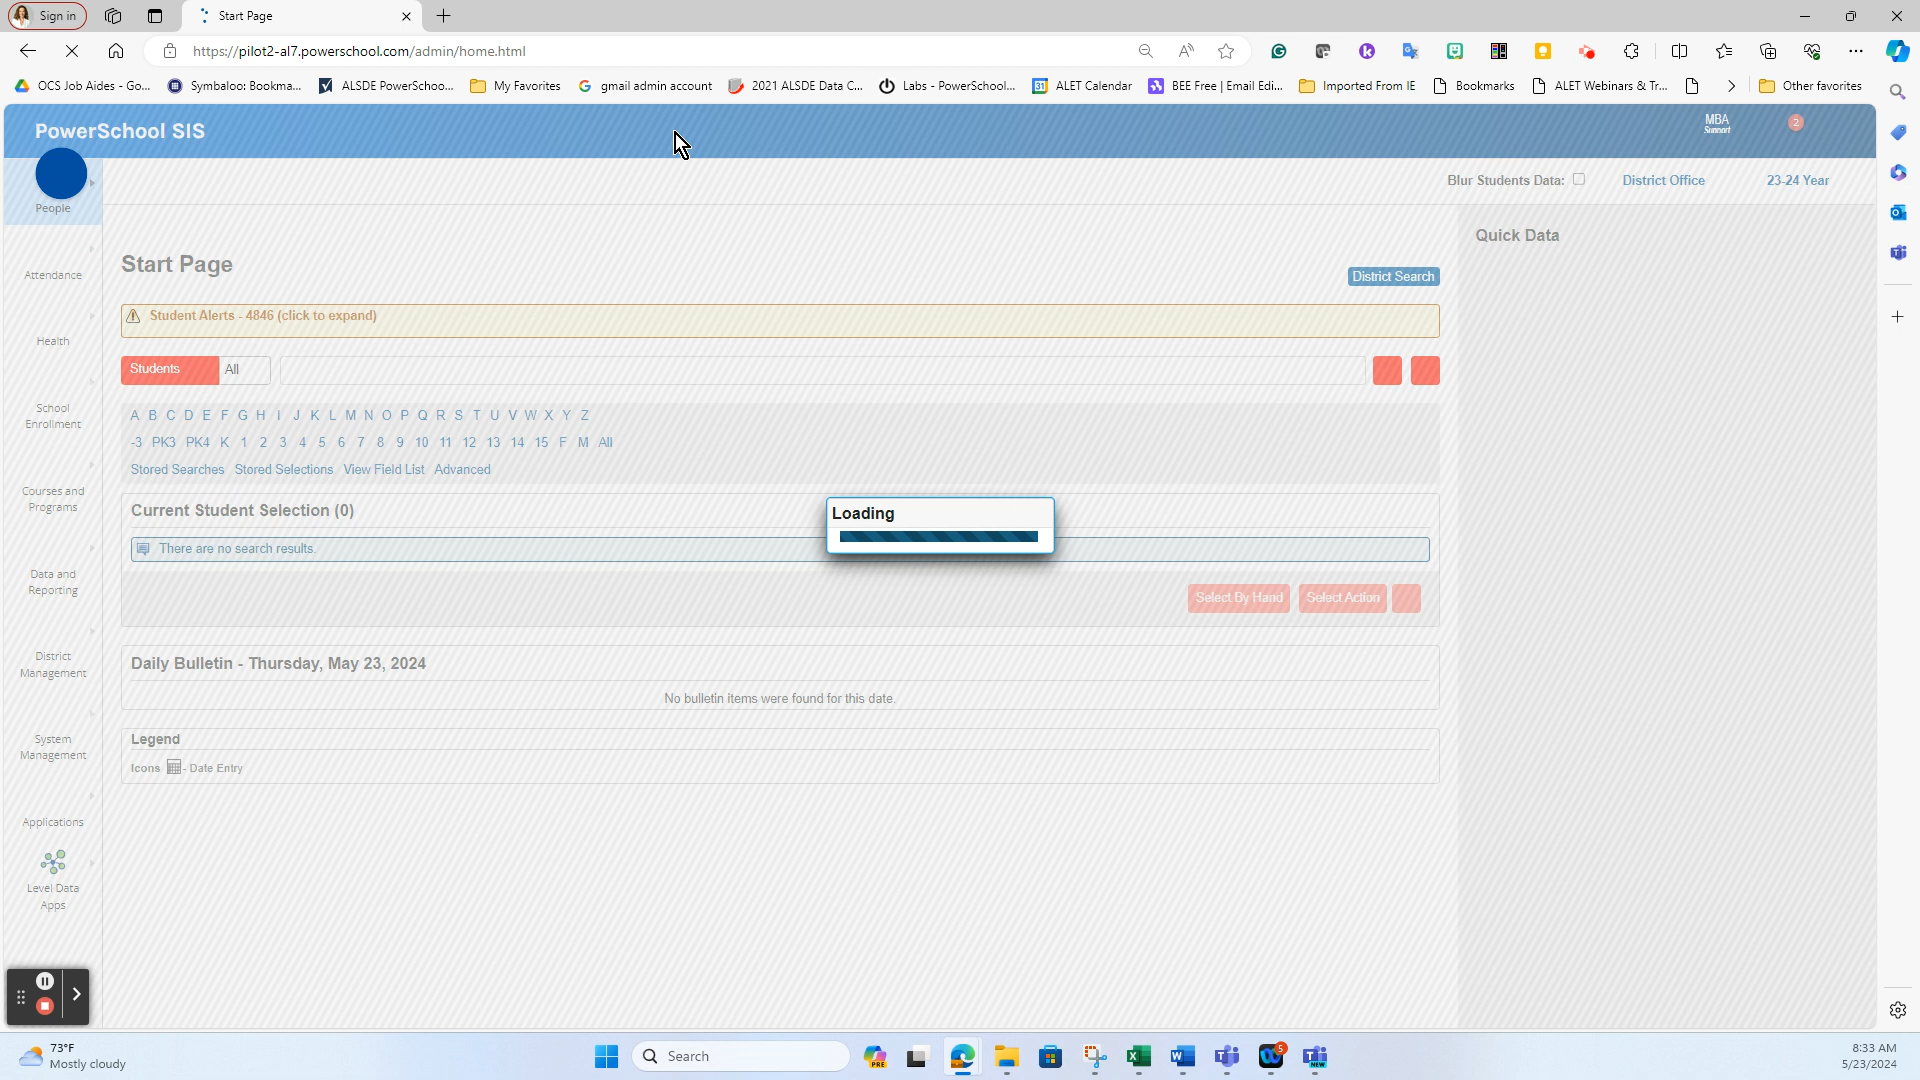 Sign in
Start Page
https://pilot2-al7.powerschool.com/admin/home.html
OCS Job Aides - Go...
Symbaloo: Bookma...
ALSDE PowerSchoo...
My Favorites
gmail admin account
2021 ALSDE Data C...
Labs - PowerSchool...
ALET Calendar
BEE Free | Email Edi...
Imported From IE
Bookmarks
ALET Webinars & Tr...
Other favorites
PowerSchool SIS
MBA
Support
2
People
Blur Students Data:
District Office
23-24 Year
Quick Data
Start Page
District Search
Attendance
Student Alerts - 4846 (click to expand)
Health
Students
All
A B C D E F G H I J K L M N O P Q R S T U V W X Y Z
School
Enrollment
-3 PK3 PK4 K 1 2 3 4 5 6 7 8 9 10 11 12 13 14 15 F M All
Stored Searches Stored Selections View Field List Advanced
Courses and
Programs
Current Student Selection (0)
Loading
There are no search results.
Data and
Reporting
Select By Hand
Select Action
District
Management
Daily Bulletin - Thursday, May 23, 2024
No bulletin items were found for this date.
System
Management
Legend
Icons - Date Entry
Applications
Level Data
Apps
73°F
Mostly cloudy
Search
PRE
5
NEW
8:33 AM
5/23/2024